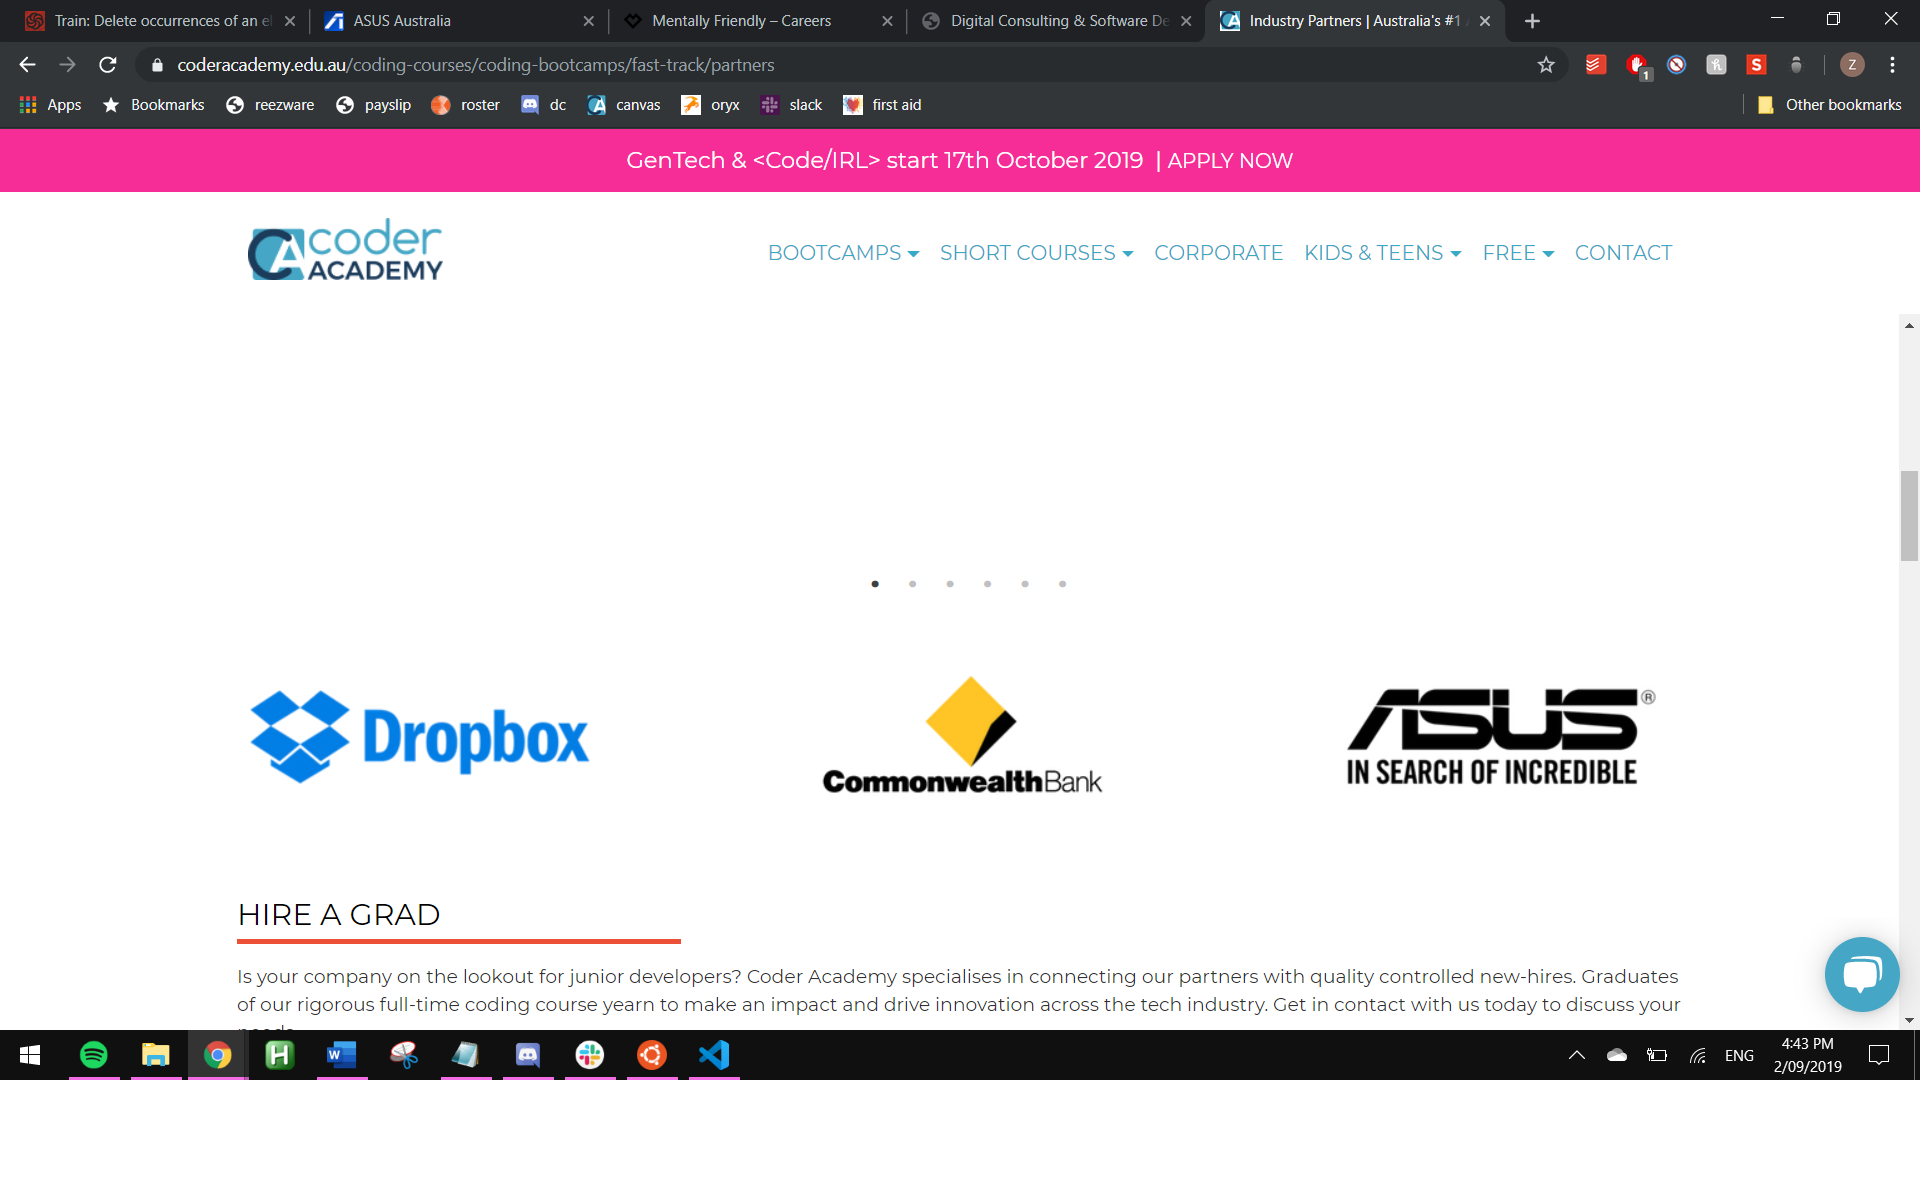 Train: Delete occurrences of an el
ASUS Australia
Mentally Friendly – Careers
Digital Consulting & Software De
Industry Partners | Australia's #1
coderacademy.edu.au/coding-courses/coding-bootcamps/fast-track/partners
1
Z
Apps
Bookmarks
reezware
payslip
roster
dc
canvas
oryx
slack
first aid
Other bookmarks
GenTech & <Code/IRL> start 17th October 2019 | APPLY NOW
CA coder ACADEMY
BOOTCAMPS
SHORT COURSES
CORPORATE
KIDS & TEENS
FREE
CONTACT
Dropbox
CommonwealthBank
ASUS®
IN SEARCH OF INCREDIBLE
HIRE A GRAD
Is your company on the lookout for junior developers? Coder Academy specialises in connecting our partners with quality controlled new-hires. Graduates
of our rigorous full-time coding course yearn to make an impact and drive innovation across the tech industry. Get in contact with us today to discuss your
ENG
4:43 PM
2/09/2019